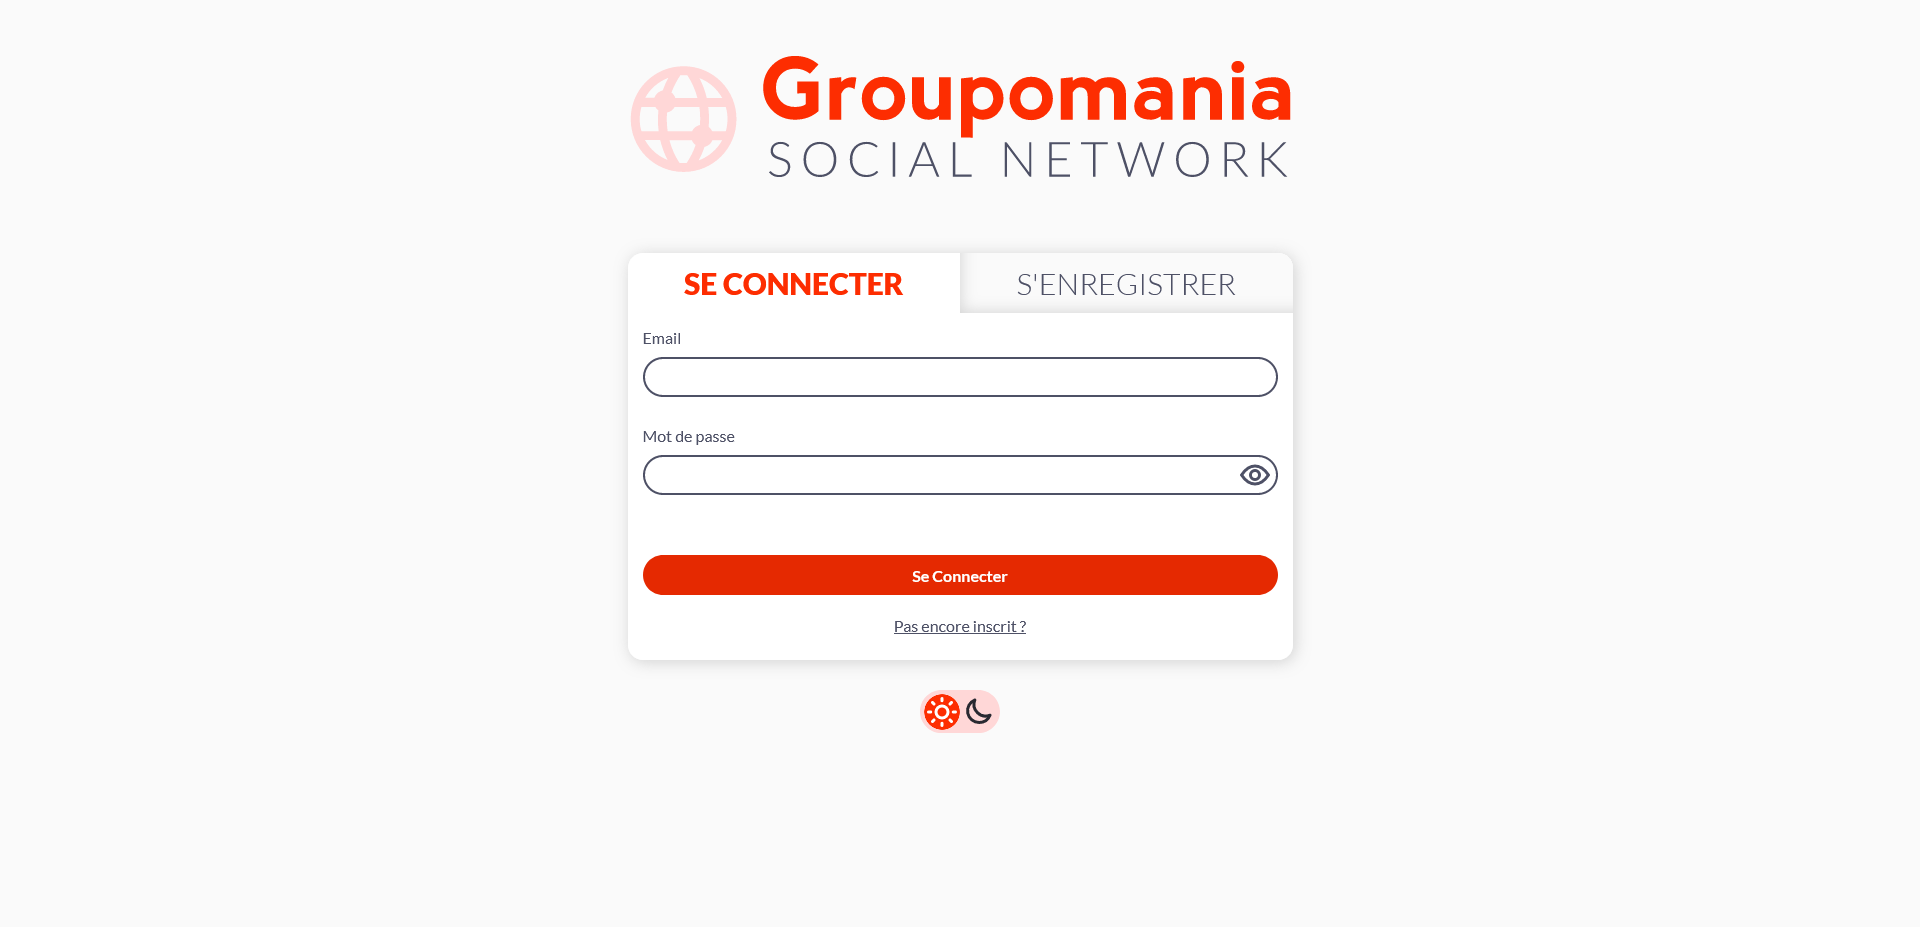 Groupomania
SOCIAL NETWORK
SE CONNECTER
S'ENREGISTRER
Email
Mot de passe
Se Connecter
Pas encore inscrit ?